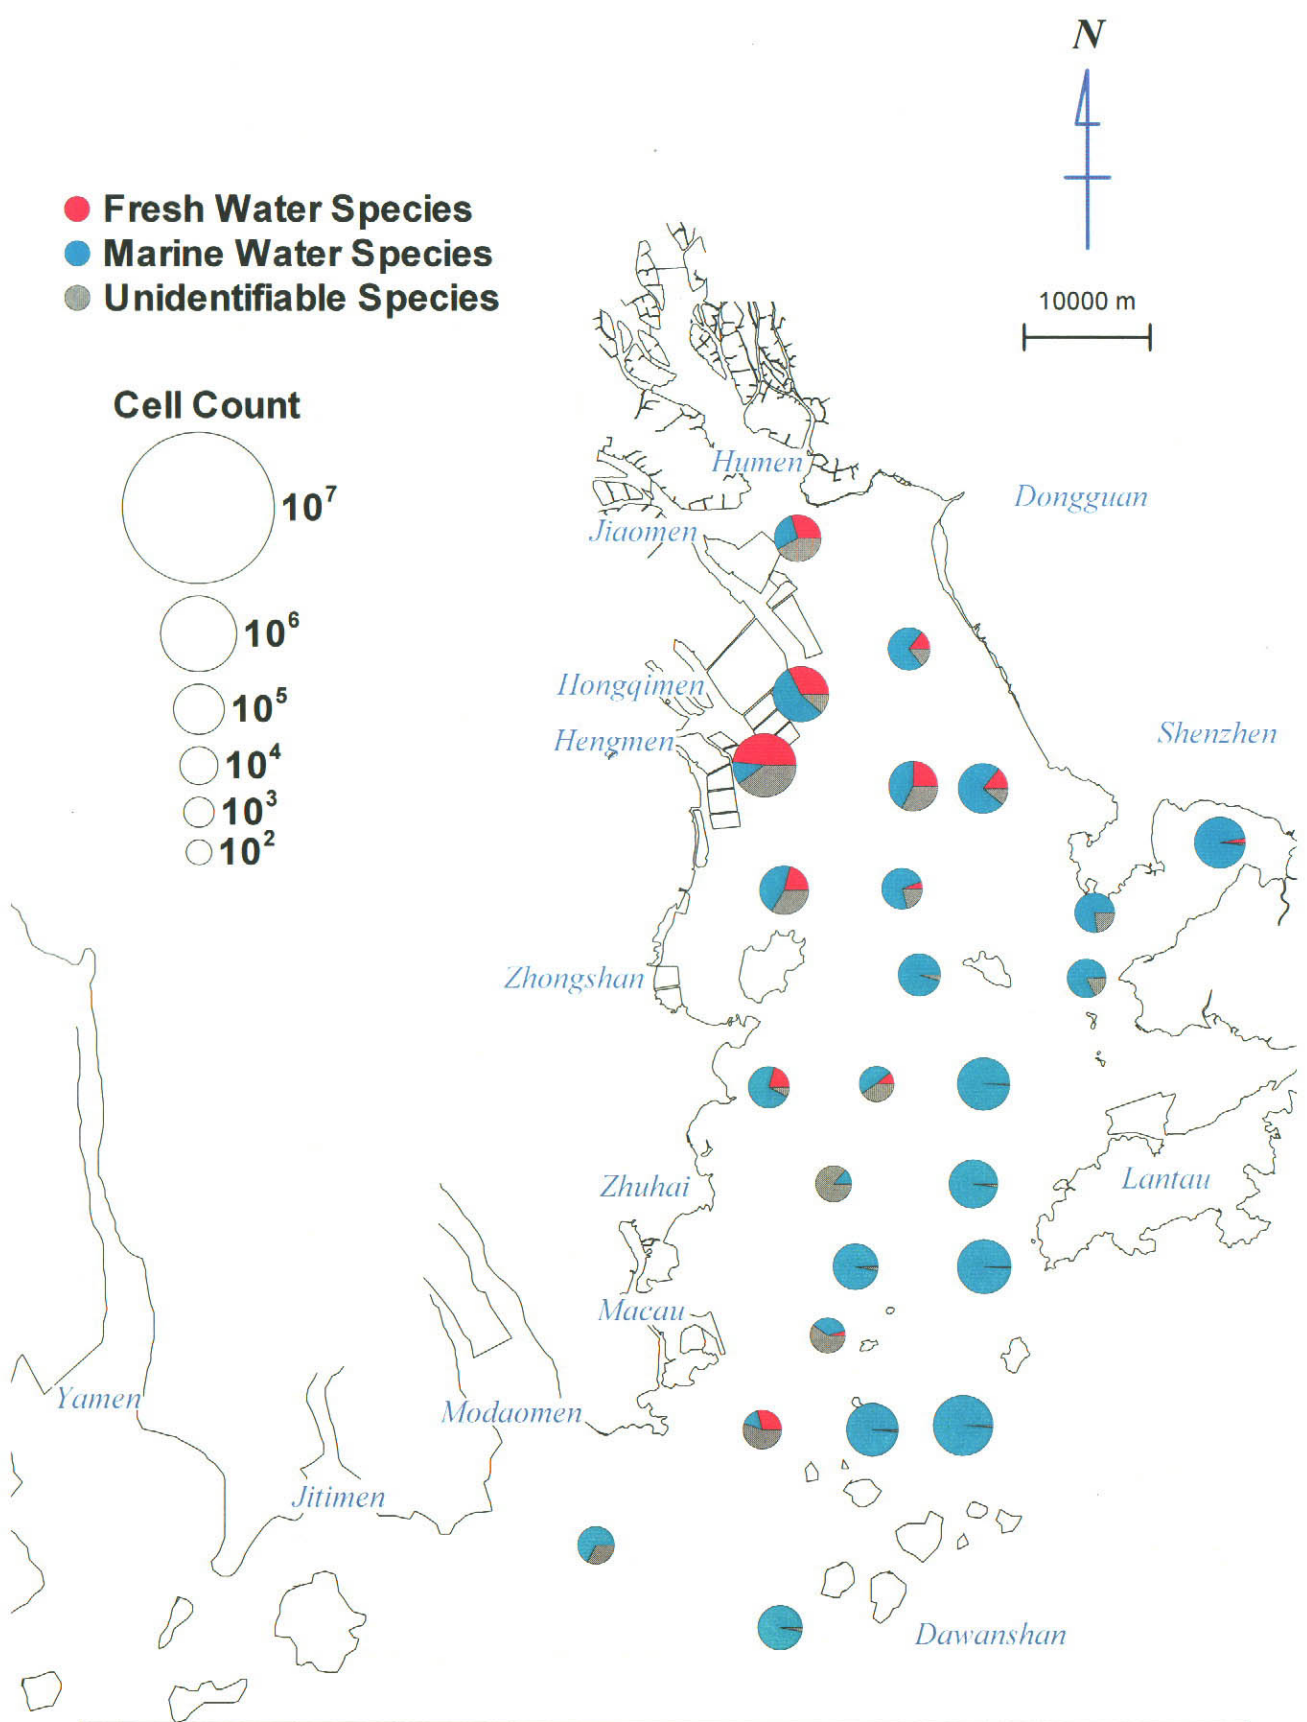 N
Fresh Water Species
Marine Water Species
Unidentifiable Species
10000 m
Cell Count
10⁷
10⁶
10⁵
10⁴
10³
10²
Humen
Dongguan
Jiaomen
Hongqimen
Hengmen
Shenzhen
Zhongshan
Zhuhai
Lantau
Macau
Yamen
Modaomen
Jitimen
Dawanshan